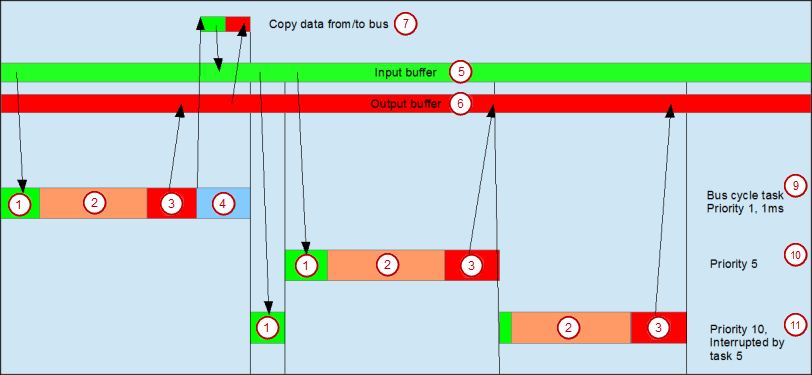 Copy data from/to bus 7
Input buffer 5
Output buffer 6
9
Bus cycle task
Priority 1, 1ms
1 2 3 4
10
1 2 3 Priority 5
11
1 2 3 Priority 10,
Interrupted by
task 5